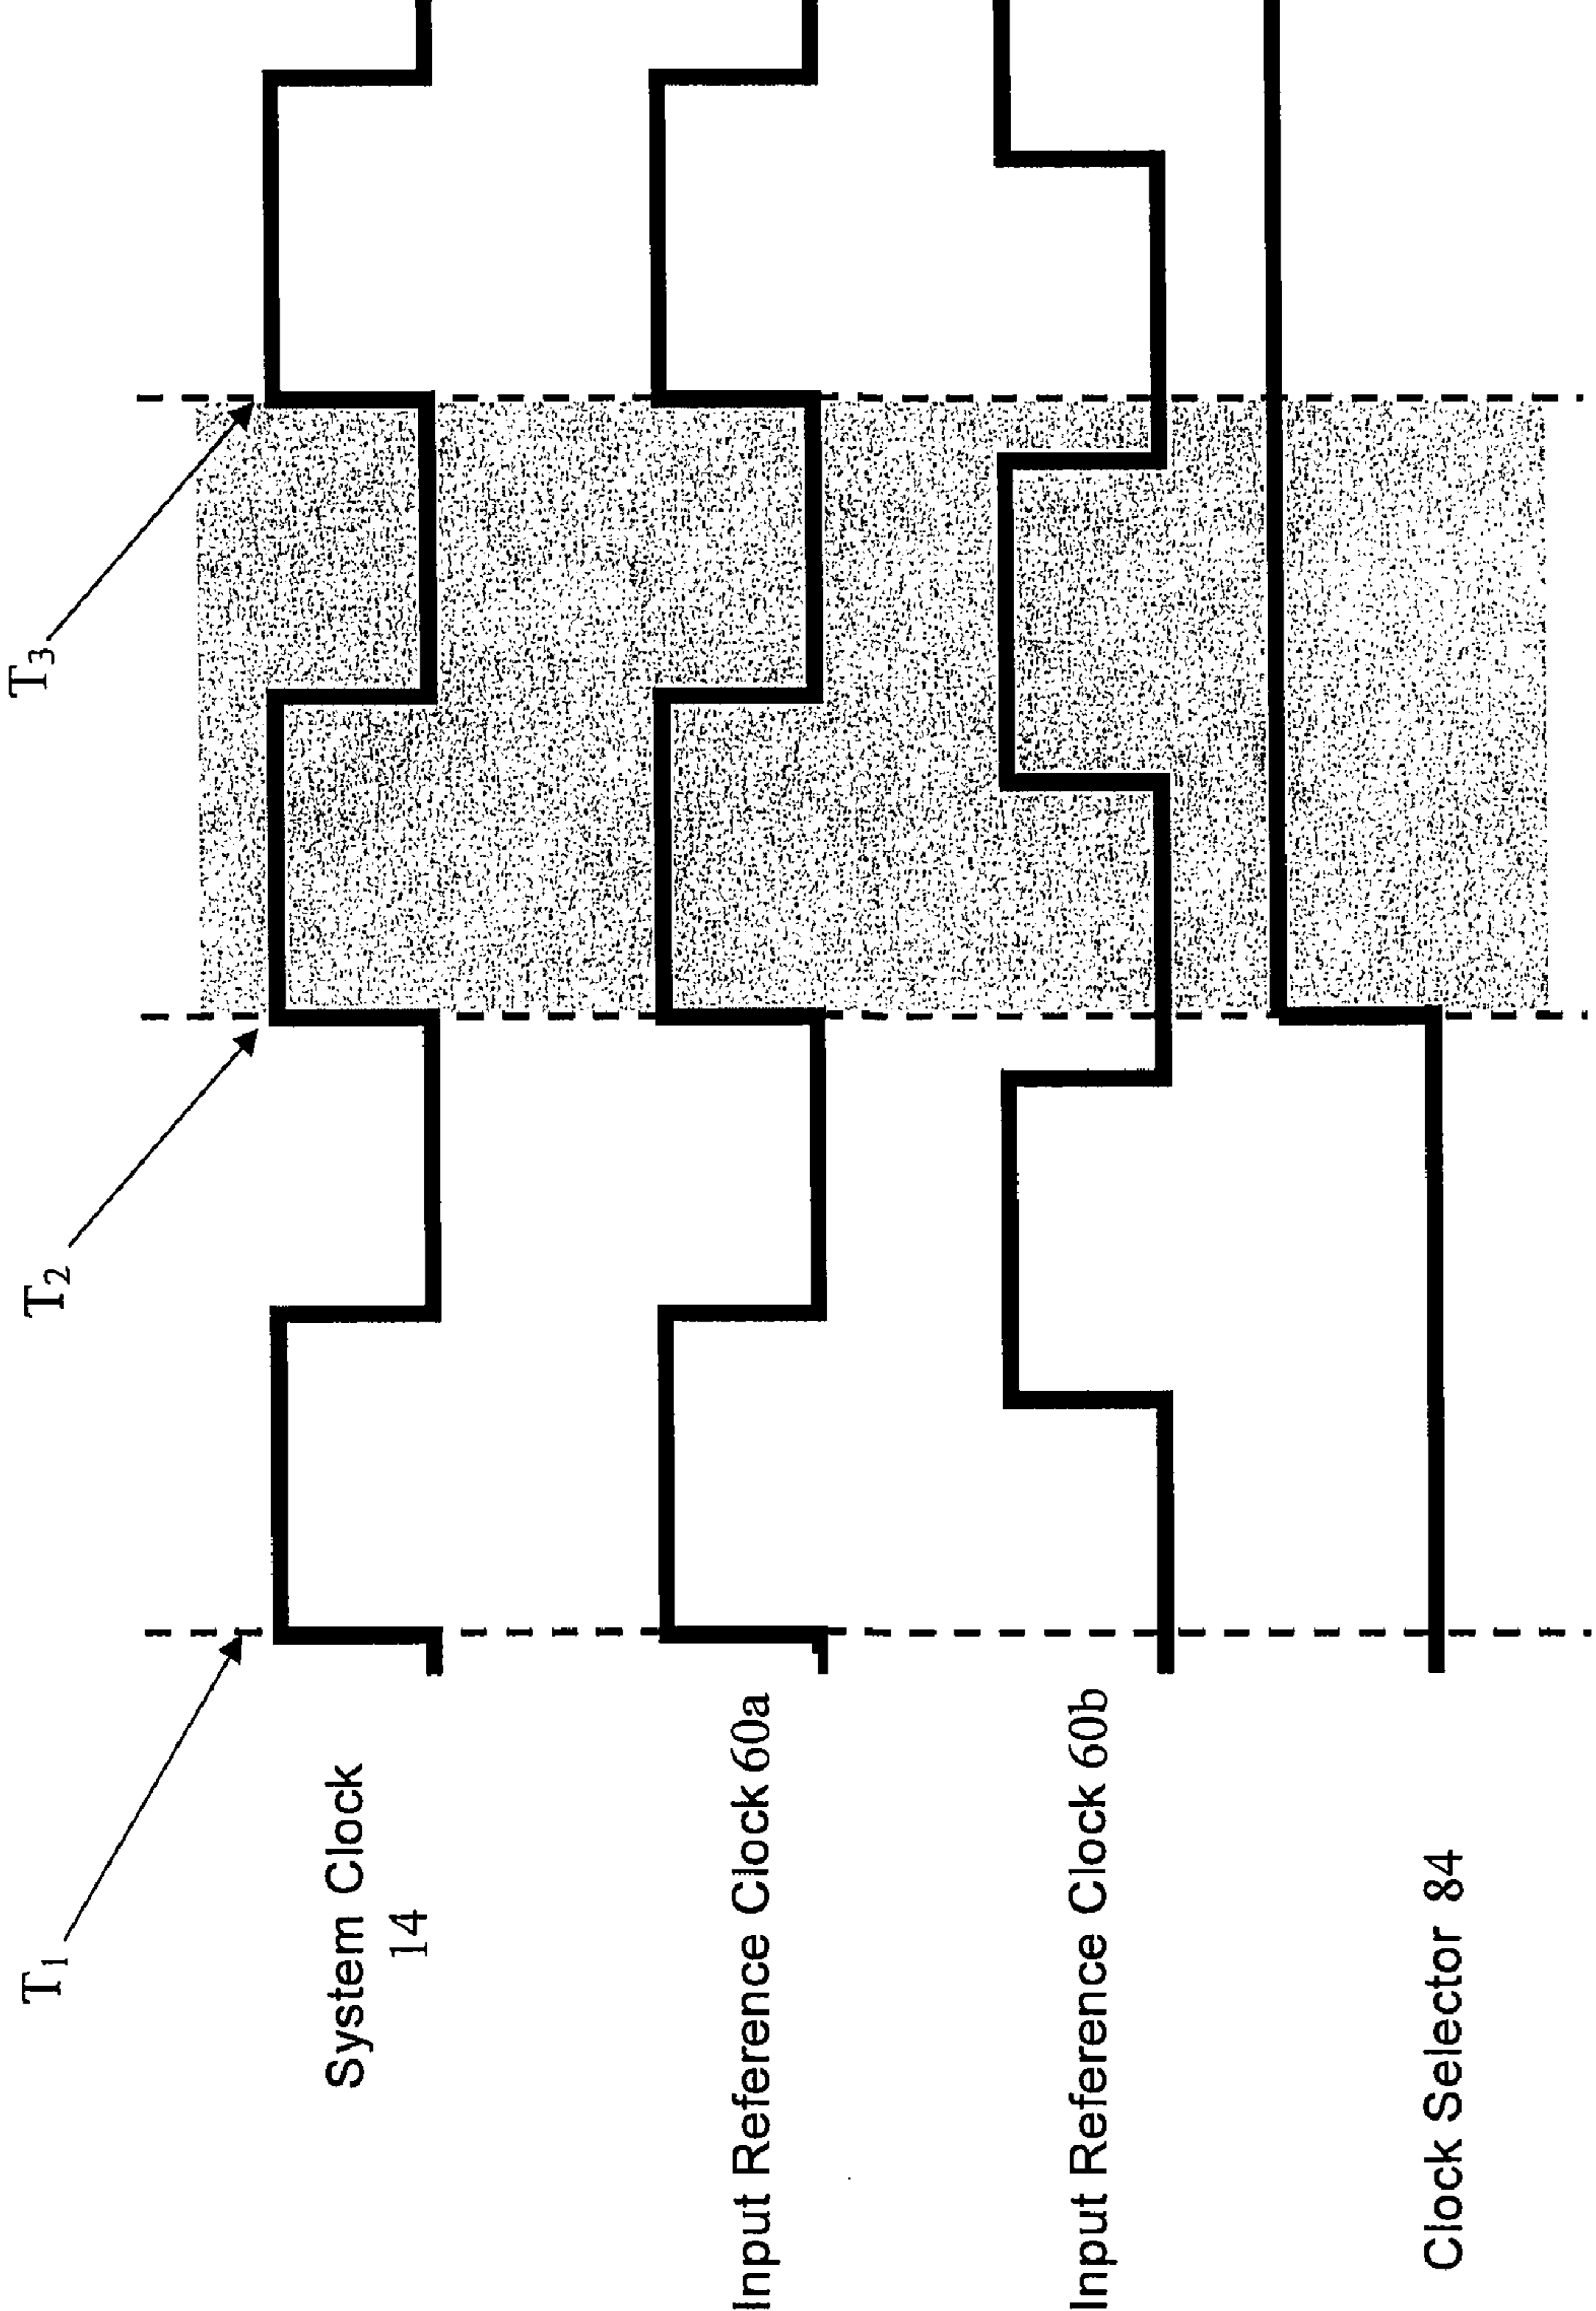 T1
T2
T3
System Clock
14
Input Reference Clock 60a
Input Reference Clock 60b
Clock Selector 84